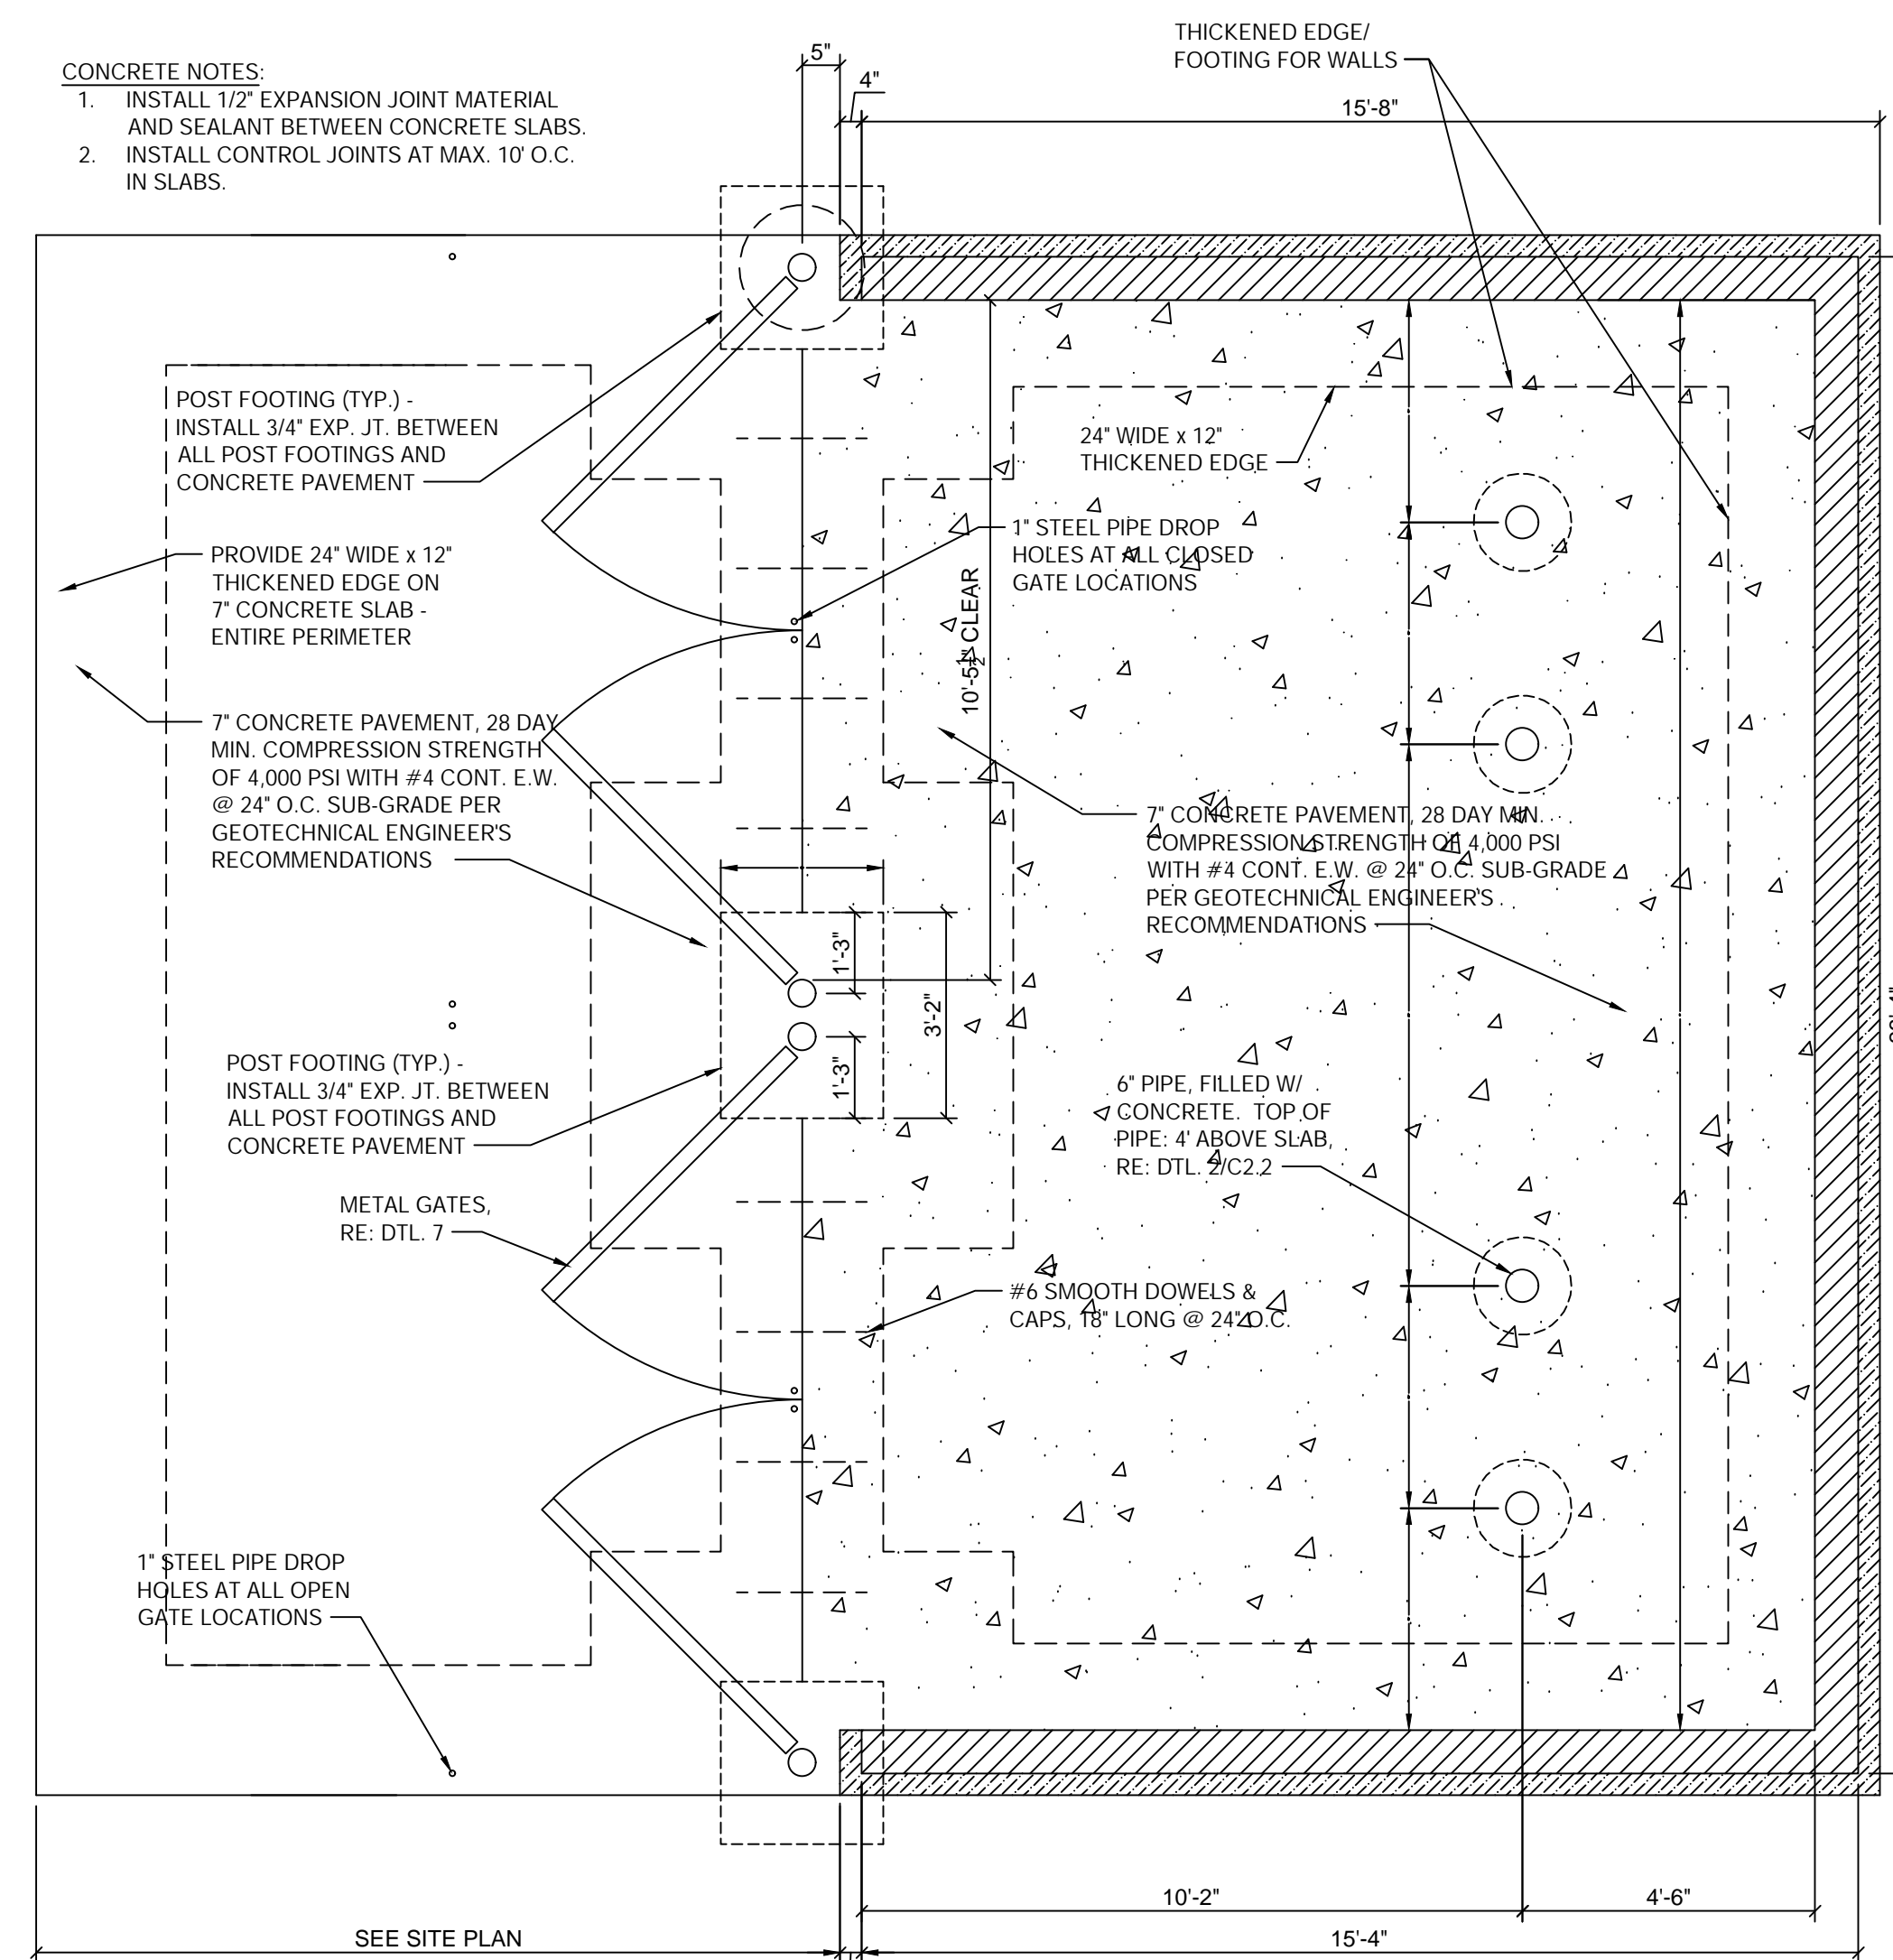 CONCRETE NOTES:
1. INSTALL 1/2" EXPANSION JOINT MATERIAL
AND SEALANT BETWEEN CONCRETE SLABS.
2. INSTALL CONTROL JOINTS AT MAX. 10' O.C.
IN SLABS.
5"
4"
THICKENED EDGE/
FOOTING FOR WALLS
15'-8"
POST FOOTING (TYP.) -
INSTALL 3/4" EXP. JT. BETWEEN
ALL POST FOOTINGS AND
CONCRETE PAVEMENT
24" WIDE x 12"
THICKENED EDGE
PROVIDE 24" WIDE x 12"
THICKENED EDGE ON
7" CONCRETE SLAB -
ENTIRE PERIMETER
1" STEEL PIPE DROP
HOLES AT ALL CLOSED
GATE LOCATIONS
10'-5 1/2" CLEAR
7" CONCRETE PAVEMENT, 28 DAY
MIN. COMPRESSION STRENGTH
OF 4,000 PSI WITH #4 CONT. E.W.
@ 24" O.C. SUB-GRADE PER
GEOTECHNICAL ENGINEER'S
RECOMMENDATIONS
7" CONCRETE PAVEMENT, 28 DAY MIN.
COMPRESSION STRENGTH OF 4,000 PSI
WITH #4 CONT. E.W. @ 24" O.C. SUB-GRADE
PER GEOTECHNICAL ENGINEER'S
RECOMMENDATIONS
1'-3"
3'-2"
1'-3"
POST FOOTING (TYP.) -
INSTALL 3/4" EXP. JT. BETWEEN
ALL POST FOOTINGS AND
CONCRETE PAVEMENT
6" PIPE, FILLED W/
CONCRETE. TOP OF
PIPE: 4' ABOVE SLAB,
RE: DTL. 2/C2.2
METAL GATES,
RE: DTL. 7
#6 SMOOTH DOWELS &
CAPS, 18" LONG @ 24" O.C.
1" STEEL PIPE DROP
HOLES AT ALL OPEN
GATE LOCATIONS
10'-2"
4'-6"
SEE SITE PLAN
15'-4"